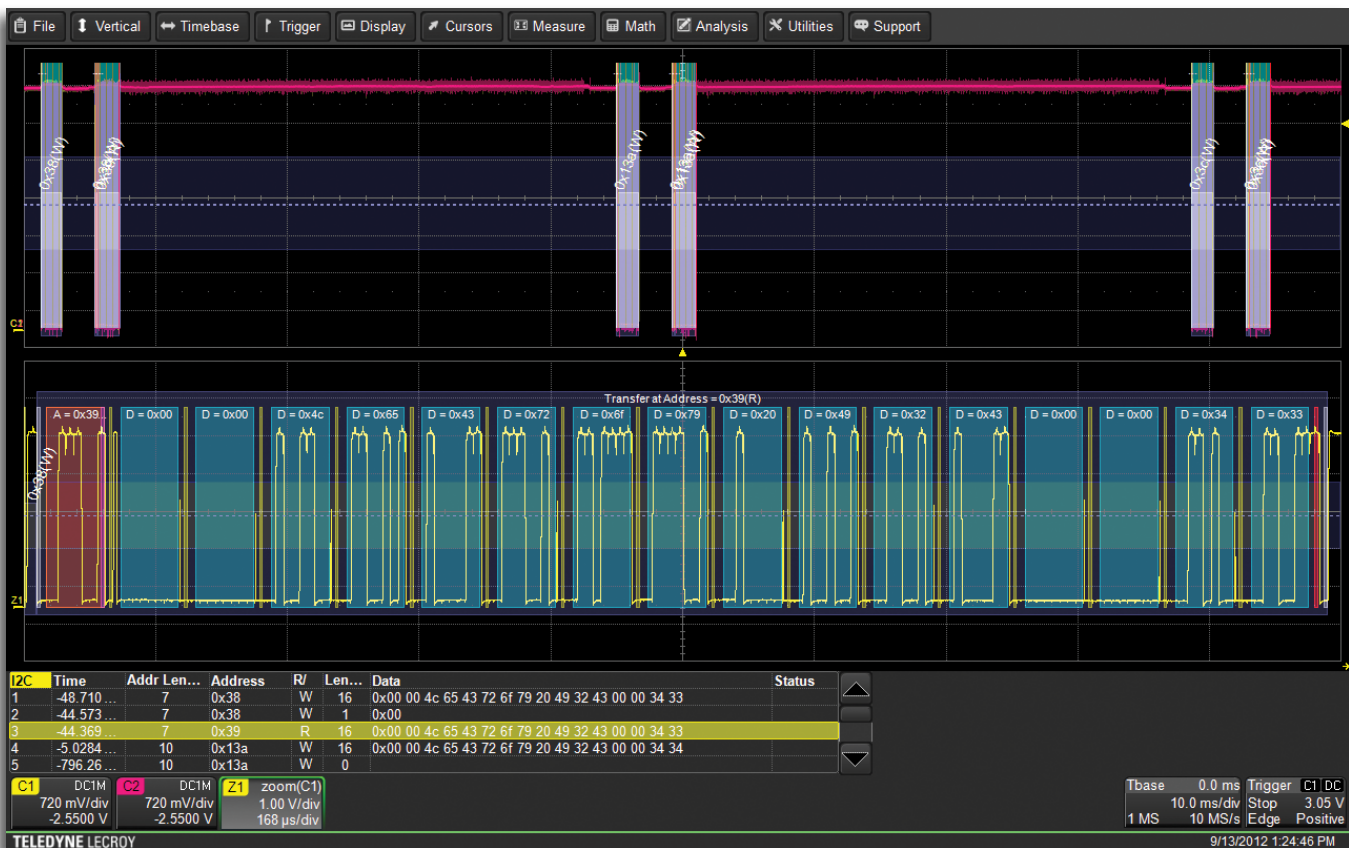 File Vertical Timebase Trigger Display Cursors Measure Math Analysis Utilities Support
0x38(W) 0x13a(W) 0x3c(W)
C2
Transfer at Address = 0x39(R)
A = 0x39... D = 0x00 D = 0x00 D = 0x4c D = 0x65 D = 0x43 D = 0x72 D = 0x6f D = 0x79 D = 0x20 D = 0x49 D = 0x32 D = 0x43 D = 0x00 D = 0x00 D = 0x34 D = 0x33
0x38(W)
Z1
I2C Time Addr Len... Address R/ Len... Data Status
1 -48.710 ... 7 0x38 W 16 0x00 00 4c 65 43 72 6f 79 20 49 32 43 00 00 34 33
2 -44.573 ... 7 0x38 W 1 0x00
3 -44.369 ... 7 0x39 R 16 0x00 00 4c 65 43 72 6f 79 20 49 32 43 00 00 34 33
4 -5.0284 ... 10 0x13a W 16 0x00 00 4c 65 43 72 6f 79 20 49 32 43 00 00 34 34
5 -796.26 ... 10 0x13a W 0
C1 DC1M C2 DC1M Z1 zoom(C1) Tbase 0.0 ms Trigger C1 DC
720 mV/div 720 mV/div 1.00 V/div 10.0 ms/div Stop 3.05 V
-2.5500 V -2.5500 V 168 µs/div 1 MS 10 MS/s Edge Positive
TELEDYNE LECROY 9/13/2012 1:24:46 PM